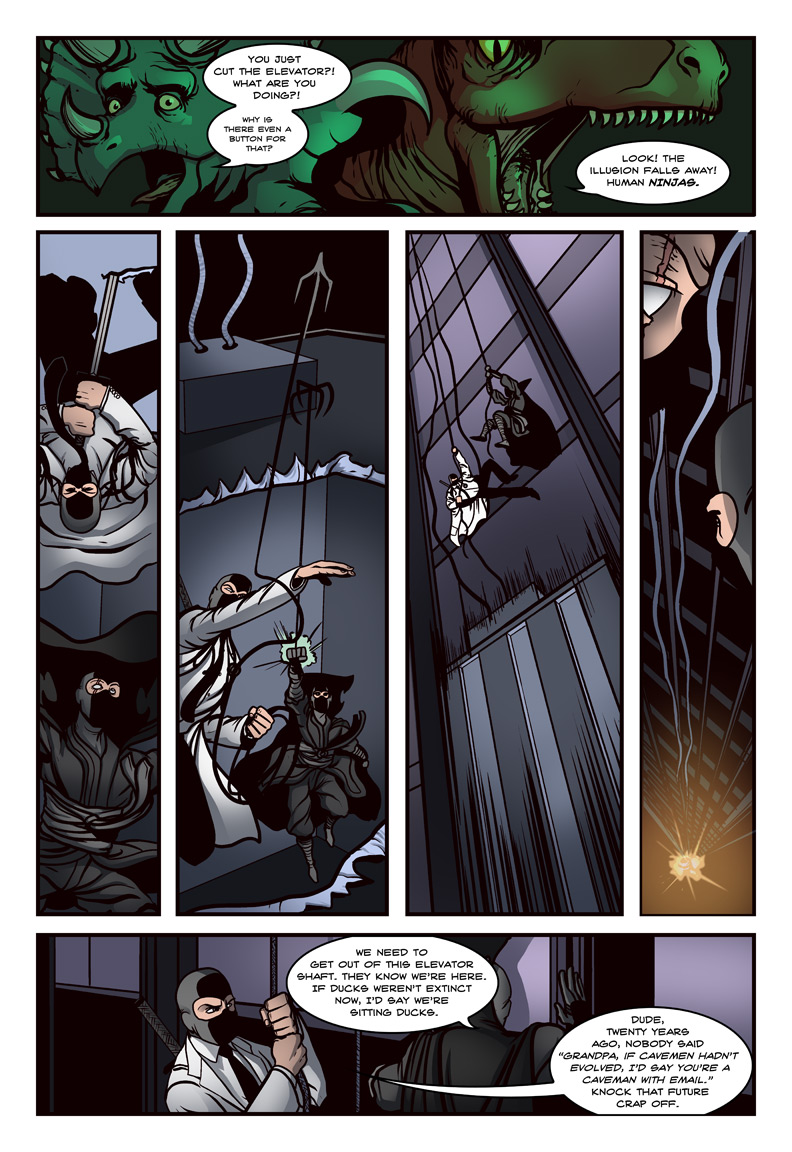 YOU JUST
CUT THE ELEVATOR?!
WHAT ARE YOU
DOING?!
WHY IS
THERE EVEN A
BUTTON FOR
THAT?
LOOK! THE
ILLUSION FALLS AWAY!
HUMAN NINJAS.
WE NEED TO
GET OUT OF THIS ELEVATOR
SHAFT. THEY KNOW WE'RE HERE.
IF DUCKS WEREN'T EXTINCT
NOW, I'D SAY WE'RE
SITTING DUCKS.
DUDE,
TWENTY YEARS
AGO, NOBODY SAID
"GRANDPA, IF CAVEMEN HADN'T
EVOLVED, I'D SAY YOU'RE A
CAVEMAN WITH EMAIL."
KNOCK THAT FUTURE
CRAP OFF.